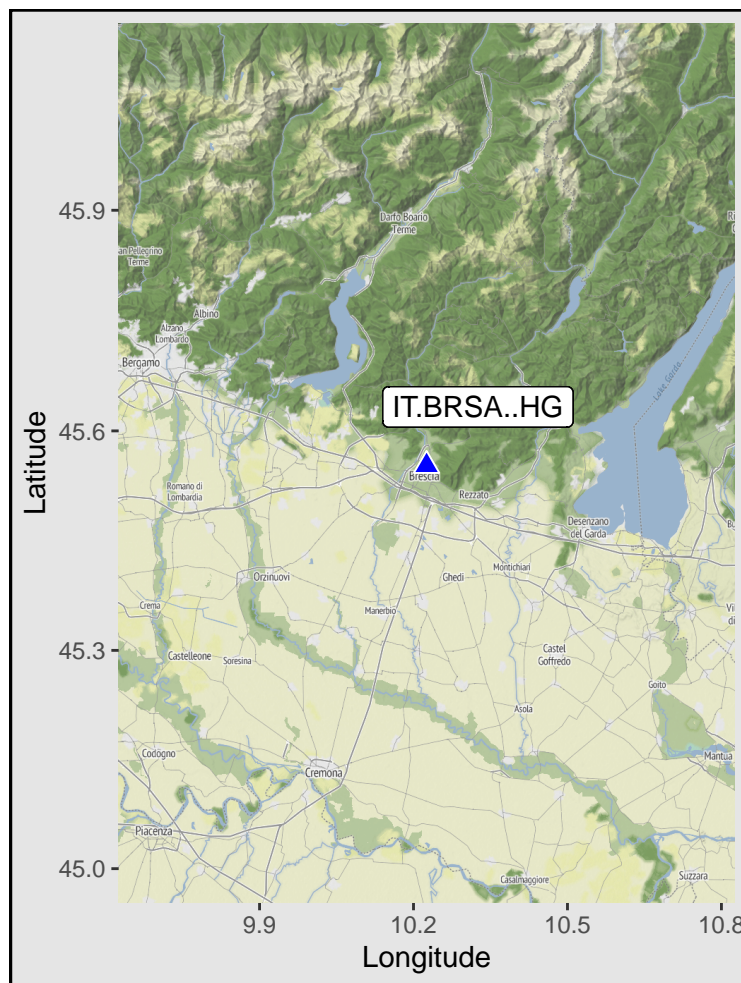 45.9
45.6
45.3
45.0
Latitude
Darfo Boario
Terme
Pellegrino
Terme
Albino
Alzano
Lombardo
Bergamo
Lake Garda
IT.BRSA..HG
Brescia
Rezzato
Romano di
Lombardia
Desenzano
del Garda
Montichiari
Orzinuovi
Ghedi
Manerbio
Crema
Castelleone
Soresina
Castel
Goffredo
Goito
Asola
Codogno
Cremona
Mantua
Piacenza
Casalmaggiore
Suzzara
9.9
10.2
10.5
10.8
Longitude